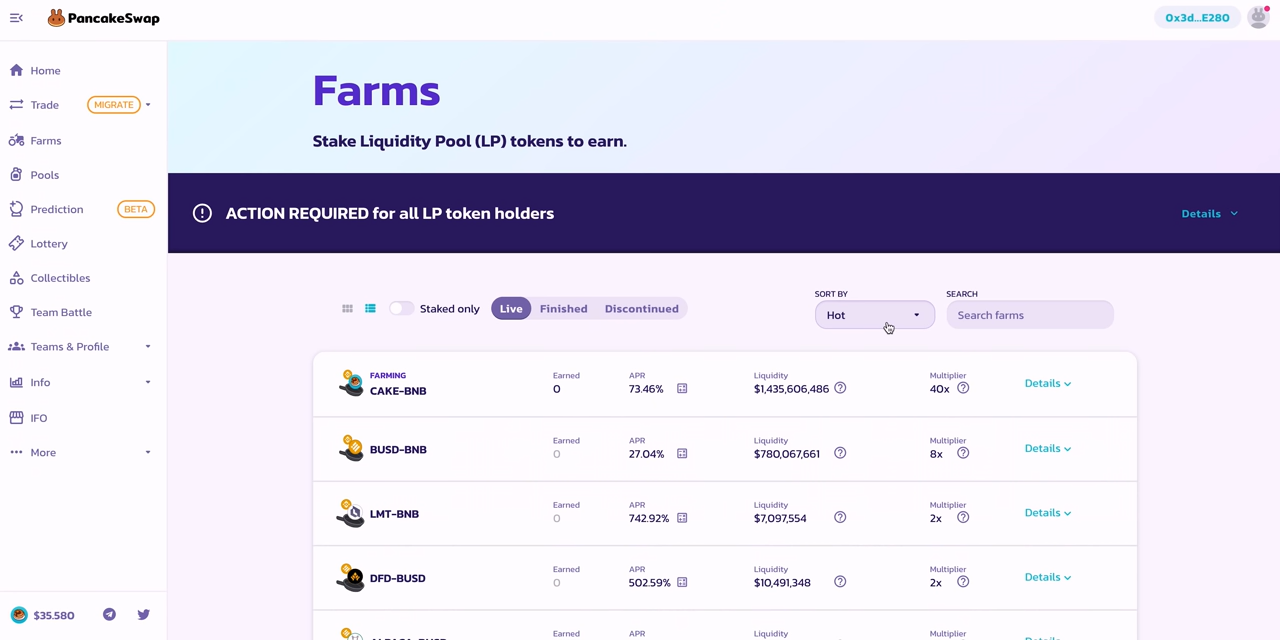 PancakeSwap
0x3d...E280
Home
Trade MIGRATE
Farms
Pools
Prediction BETA
Lottery
Collectibles
Team Battle
Teams & Profile
Info
IFO
More
$35.580
Farms
Stake Liquidity Pool (LP) tokens to earn.
ACTION REQUIRED for all LP token holders
Details
Staked only
Live Finished Discontinued
SORT BY
Hot
SEARCH
Search farms
FARMING
CAKE-BNB
Earned
0
APR
73.46%
Liquidity
$1,435,606,486
Multiplier
40x
Details
BUSD-BNB
Earned
0
APR
27.04%
Liquidity
$780,067,661
Multiplier
8x
Details
LMT-BNB
Earned
0
APR
742.92%
Liquidity
$7,097,554
Multiplier
2x
Details
DFD-BUSD
Earned
0
APR
502.59%
Liquidity
$10,491,348
Multiplier
2x
Details
Earned
APR
Liquidity
Multiplier